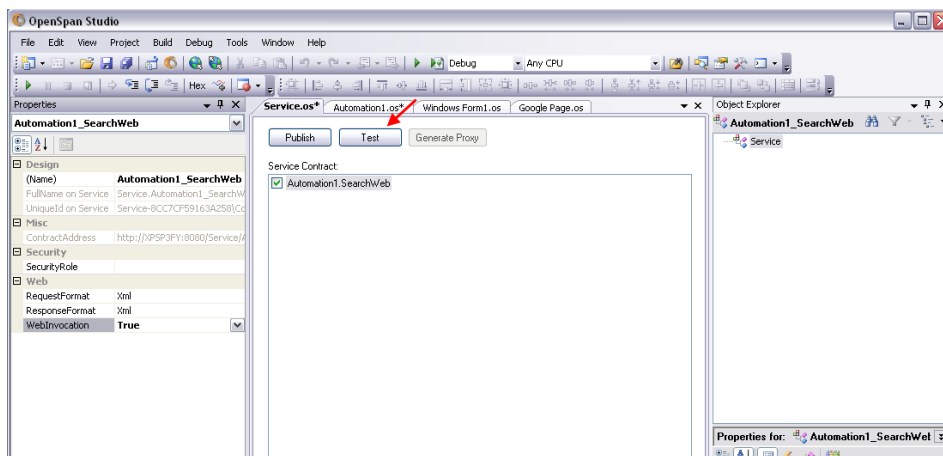 OpenSpan Studio
File Edit View Project Build Debug Tools Window Help
Debug Any CPU
Hex
Properties
Automation1_SearchWeb
Design
(Name) Automation1_SearchWeb
FullName on Service Service.Automation1_SearchW
UniqueId on Service Service-8CC7CF59163A258\Co
Misc
ContractAddress http://XPSP3FY:8080/Service/A
Security
SecurityRole
Web
RequestFormat Xml
ResponseFormat Xml
WebInvocation True
Service.os* Automation1.os* Windows Form1.os Google Page.os
Publish Test Generate Proxy
Service Contract:
Automation1.SearchWeb
Object Explorer
Automation1_SearchWeb
Service
Properties for: Automation1_SearchWet